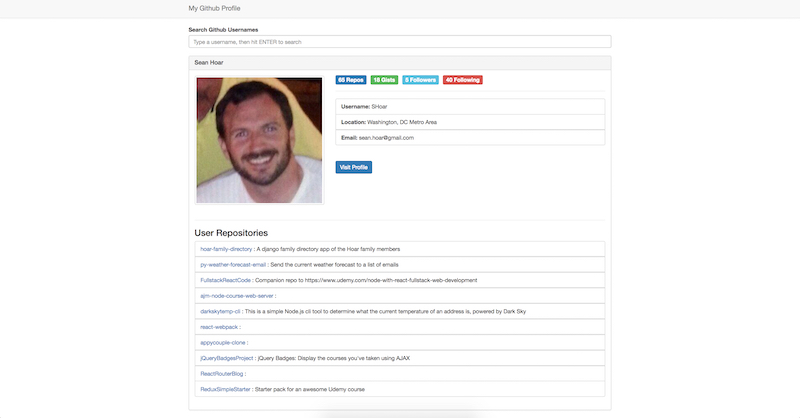 My Github Profile
Search Github Usernames
Type a username, then hit ENTER to search
Sean Hoar
65 Repos 15 Gists 5 Followers 40 Following
Username: SHoar
Location: Washington, DC Metro Area
Email: sean.hoar@gmail.com
Visit Profile
User Repositories
hoar-family-directory : A django family directory app of the Hoar family members
py-weather-forecast-email : Send the current weather forecast to a list of emails
FullstackReactCode : Companion repo to https://www.udemy.com/node-with-react-fullstack-web-development
ajm-node-course-web-server :
darkskytemp-cli : This is a simple Node.js cli tool to determine what the current temperature of an address is, powered by Dark Sky
react-webpack :
appycouple-clone :
jQueryBadgesProject : jQuery Badges: Display the courses you've taken using AJAX
ReactRouterBlog :
ReduxSimpleStarter : Starter pack for an awesome Udemy course